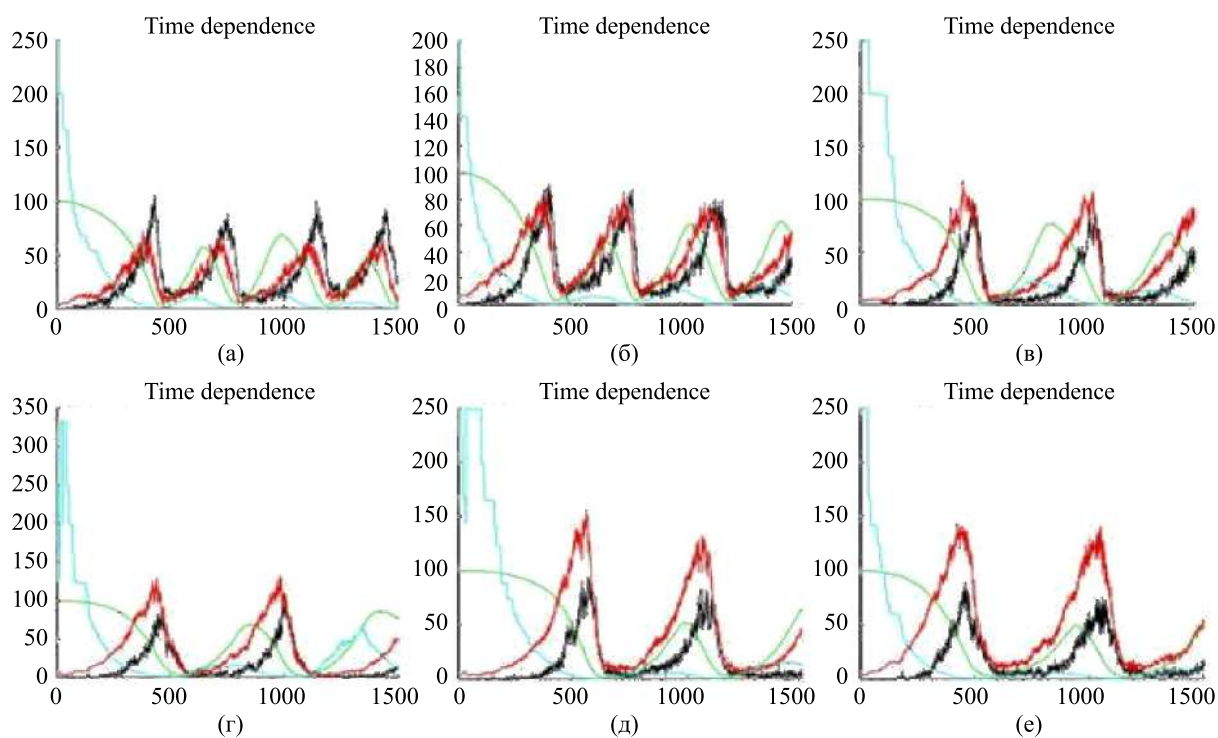 Time dependence Time dependence Time dependence
250 200 250
180
200 160 200
140
150 120 150
100 100 100
80
50 60 50
40
20
0 0 0
0 500 1000 1500 0 500 1000 1500 0 500 1000 1500
(а) (б) (в)
Time dependence Time dependence Time dependence
350 250 250
300
250 200 200
200 150 150
150 100 100
100
50 50 50
0 0 0
0 500 1000 1500 0 500 1000 1500 0 500 1000 1500
(г) (д) (е)